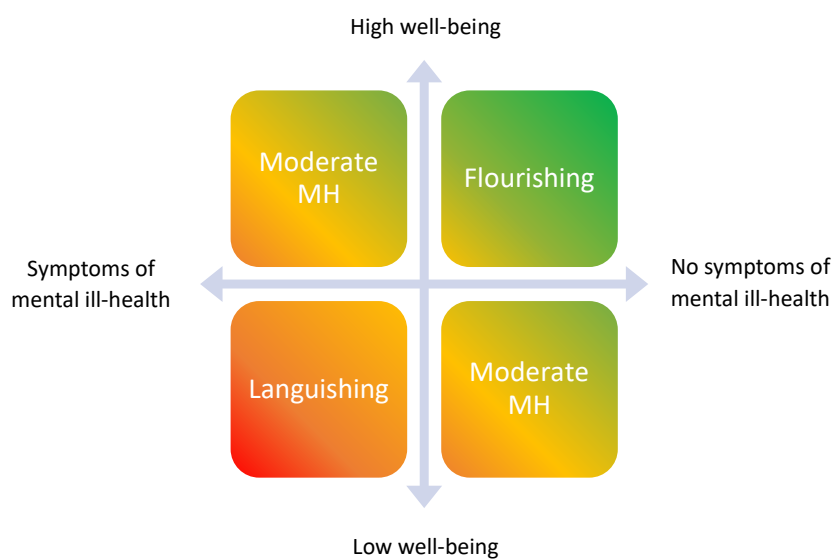 High well-being
Moderate
MH
Flourishing
Symptoms of
mental ill-health
No symptoms of
mental ill-health
Languishing
Moderate
MH
Low well-being